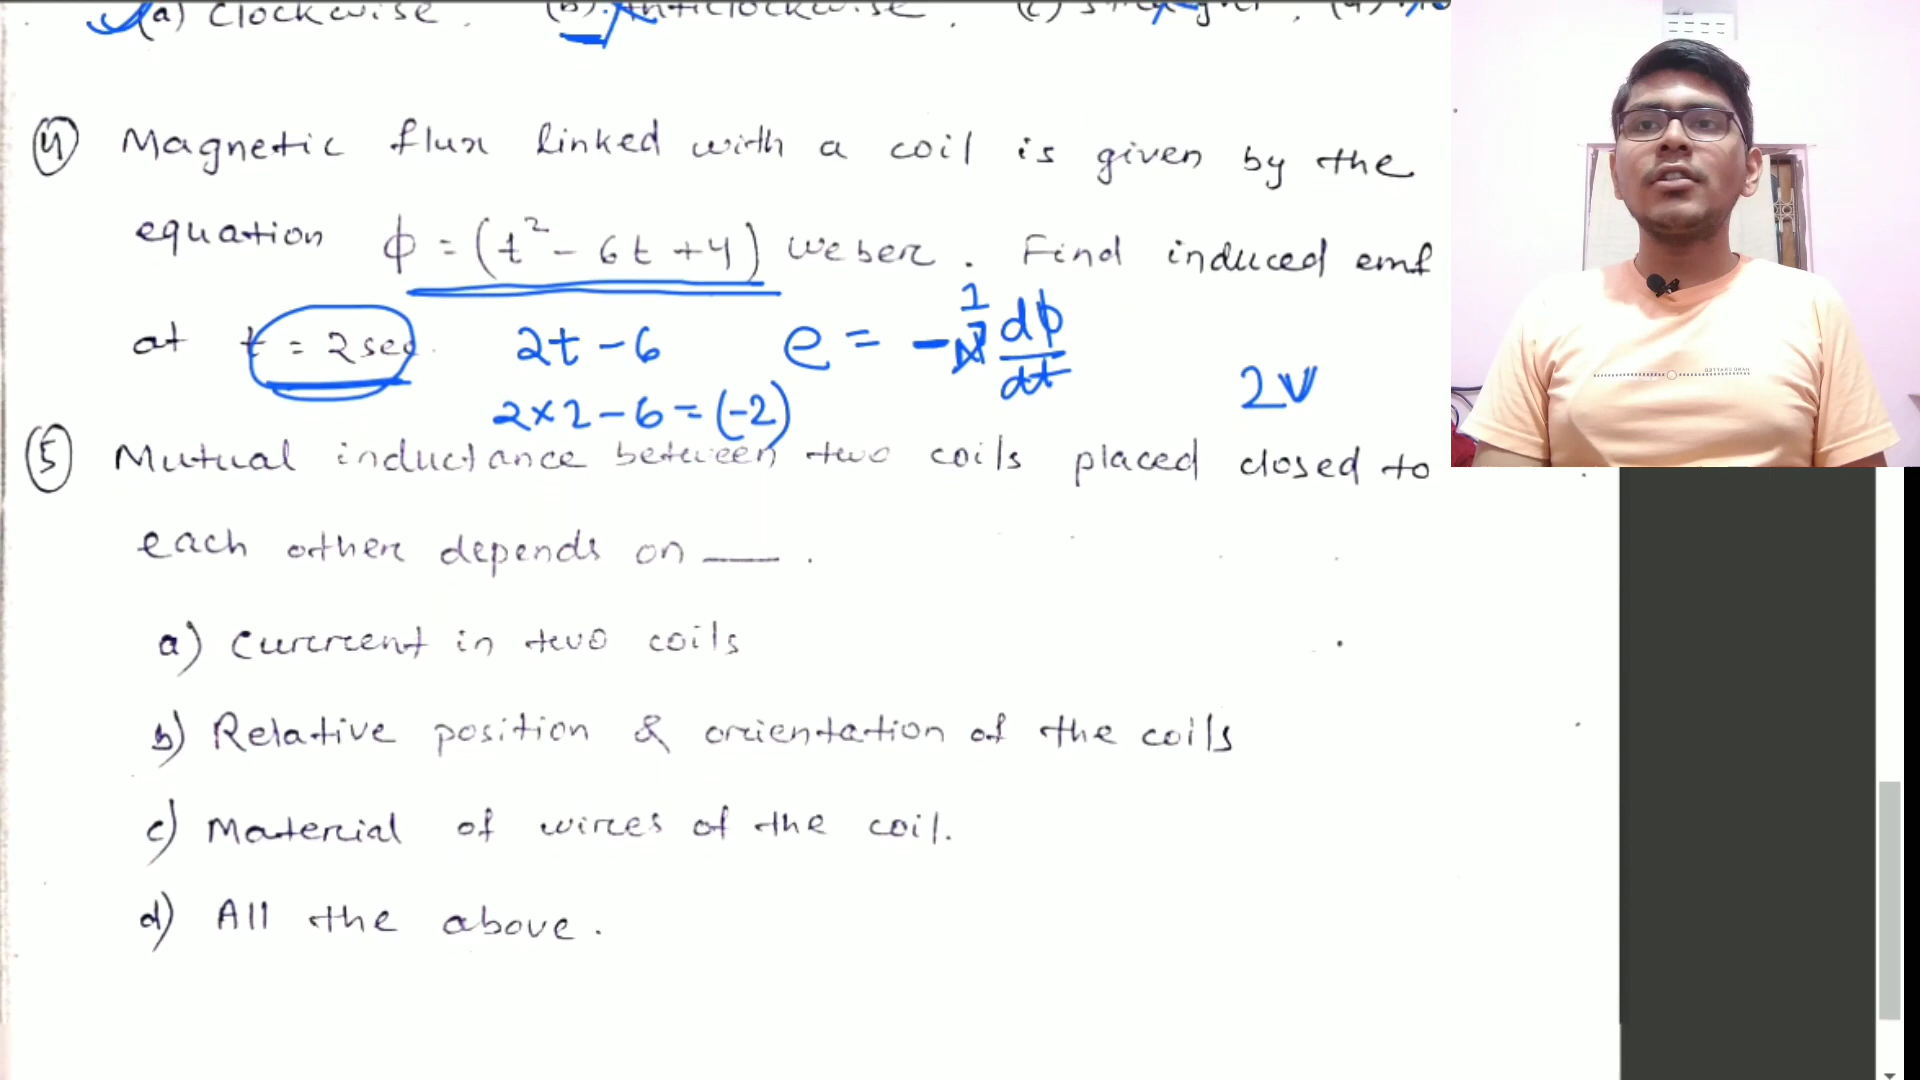 (a) Clockwise. (b). Anticlockwise.
④ Magnetic flux linked with a coil is given by the
equation ϕ = (t² - 6t + 4) weber. Find induced emf
at t = 2sec. 2t - 6 e = - N dϕ/dt
1
2×2 - 6 = (-2) 2V
⑤ Mutual inductance between two coils placed closed to
each other depends on ___ .
a) Current in two coils
b) Relative position & orientation of the coils
c) Material of wires of the coil.
d) All the above.